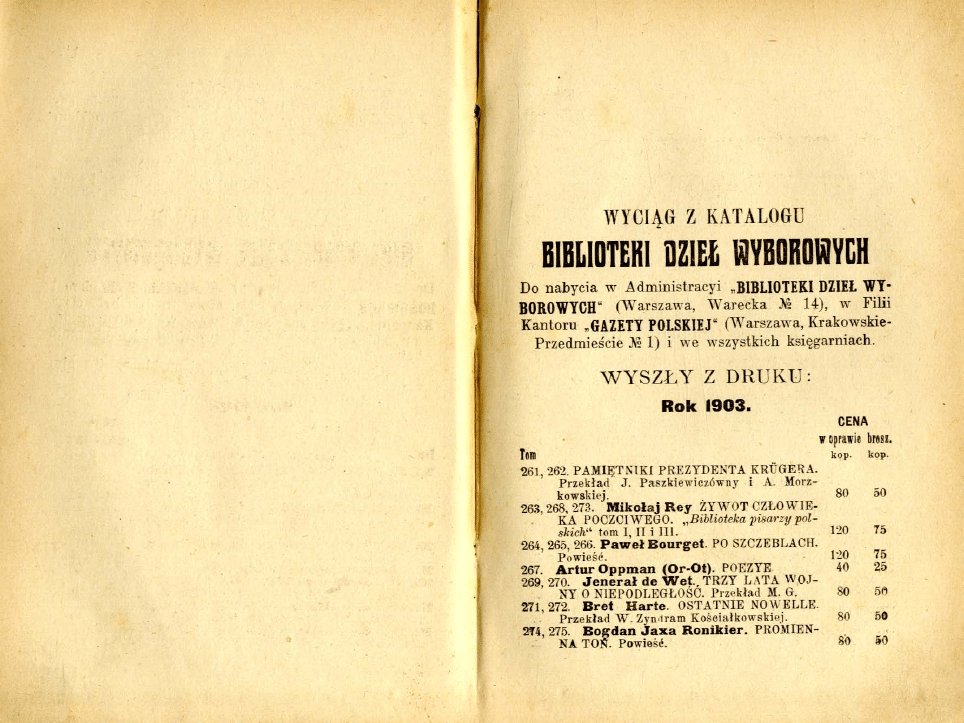 WYCIĄG Z KATALOGU
BIBLIOTEKI DZIEŁ WYBOROWYCH
Do nabycia w Administracyi „BIBLIOTEKI DZIEŁ WY-
BOROWYCH“ (Warszawa, Warecka № 14), w Filii
Kantoru „GAZETY POLSKIEJ“ (Warszawa, Krakowskie-
Przedmieście № 1) i we wszystkich księgarniach.
WYSZŁY Z DRUKU:
Rok 1903.
CENA
w oprawie brosz.
Tom kop. kop.
261, 262. PAMIĘTNIKI PREZYDENTA KRÜGERA.
Przekład J. Paszkiewiczówny i A. Morz-
kowskiej. 80 50
263, 268, 273. Mikołaj Rey ŻYWOT CZŁOWIE-
KA POCZCIWEGO. „Biblioteka pisarzy pol-
skich“ tom I, II i III. 120 75
264, 265, 266. Paweł Bourget. PO SZCZEBLACH.
Powieść. 120 75
267. Artur Oppman (Or-Ot). POEZYE 40 25
269, 270. Jenerał de Wet. TRZY LATA WOJ-
NY O NIEPODLEGŁOŚĆ. Przekład M. G. 80 50
271, 272. Bret Harte. OSTATNIE NOWELLE.
Przekład W. Zyndram Kościałkowskiej. 80 50
274, 275. Bogdan Jaxa Ronikier. PROMIEN-
NA TOŃ. Powieść. 80 50